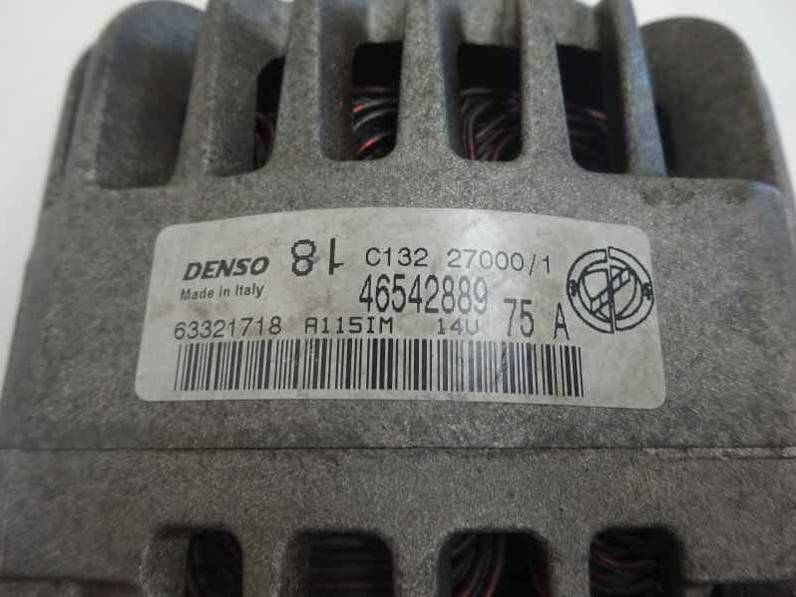 DENSO 81 C132 27000/1
Made in Italy 46542889
63321718 A115IM 14V 75 A